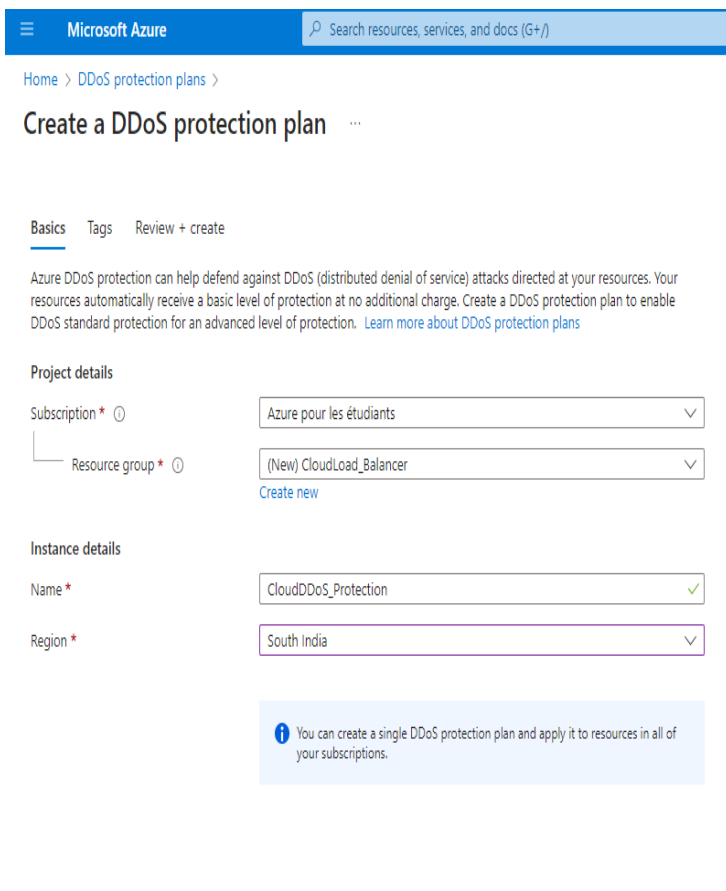 Microsoft Azure
Search resources, services, and docs (G+/)
Home > DDoS protection plans >
Create a DDoS protection plan ...
Basics Tags Review + create
Azure DDoS protection can help defend against DDoS (distributed denial of service) attacks directed at your resources. Your
resources automatically receive a basic level of protection at no additional charge. Create a DDoS protection plan to enable
DDoS standard protection for an advanced level of protection. Learn more about DDoS protection plans
Project details
Subscription * Azure pour les étudiants
Resource group * (New) CloudLoad_Balancer
Create new
Instance details
Name * CloudDDoS_Protection
Region * South India
You can create a single DDoS protection plan and apply it to resources in all of
your subscriptions.